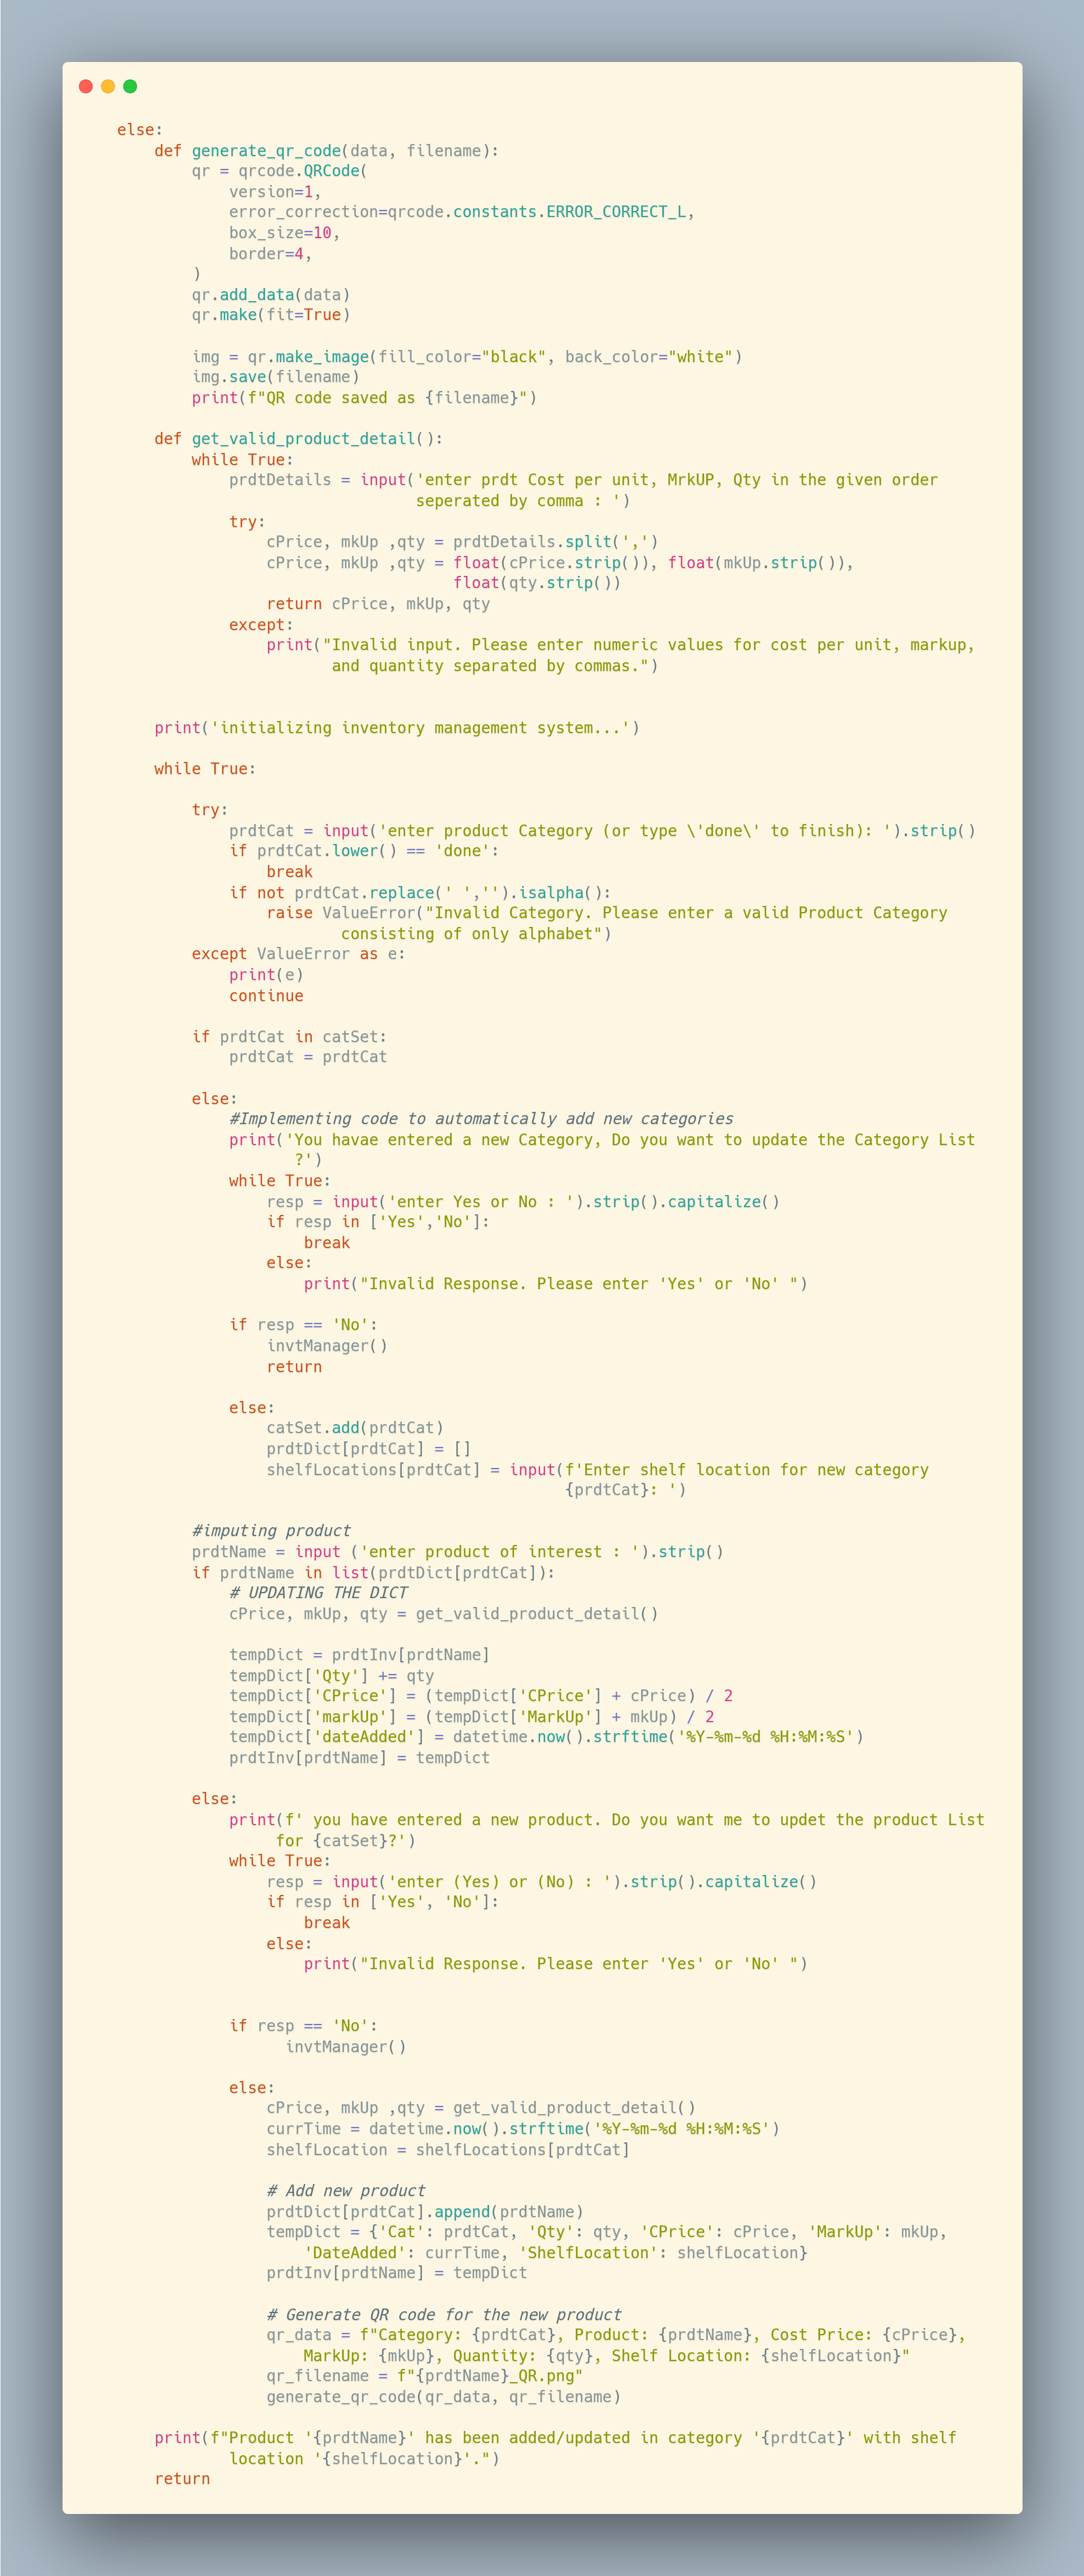 else:
    def generate_qr_code(data, filename):
        qr = qrcode.QRCode(
            version=1,
            error_correction=qrcode.constants.ERROR_CORRECT_L,
            box_size=10,
            border=4,
        )
        qr.add_data(data)
        qr.make(fit=True)

        img = qr.make_image(fill_color="black", back_color="white")
        img.save(filename)
        print(f"QR code saved as {filename}")

    def get_valid_product_detail():
        while True:
            prdtDetails = input('enter prdt Cost per unit, MrkUP, Qty in the given order
                                seperated by comma : ')
            try:
                cPrice, mkUp ,qty = prdtDetails.split(',')
                cPrice, mkUp ,qty = float(cPrice.strip()), float(mkUp.strip()),
                                    float(qty.strip())
                return cPrice, mkUp, qty
            except:
                print("Invalid input. Please enter numeric values for cost per unit, markup,
                       and quantity separated by commas.")


    print('initializing inventory management system...')

    while True:

        try:
            prdtCat = input('enter product Category (or type \'done\' to finish): ').strip()
            if prdtCat.lower() == 'done':
                break
            if not prdtCat.replace(' ','').isalpha():
                raise ValueError("Invalid Category. Please enter a valid Product Category
                        consisting of only alphabet")
        except ValueError as e:
            print(e)
            continue

        if prdtCat in catSet:
            prdtCat = prdtCat

        else:
            #Implementing code to automatically add new categories
            print('You havae entered a new Category, Do you want to update the Category List
                   ?')
            while True:
                resp = input('enter Yes or No : ').strip().capitalize()
                if resp in ['Yes','No']:
                    break
                else:
                    print("Invalid Response. Please enter 'Yes' or 'No' ")

            if resp == 'No':
                invtManager()
                return

            else:
                catSet.add(prdtCat)
                prdtDict[prdtCat] = []
                shelfLocations[prdtCat] = input(f'Enter shelf location for new category
                                                {prdtCat}: ')

        #imputing product
        prdtName = input ('enter product of interest : ').strip()
        if prdtName in list(prdtDict[prdtCat]):
            # UPDATING THE DICT
            cPrice, mkUp, qty = get_valid_product_detail()

            tempDict = prdtInv[prdtName]
            tempDict['Qty'] += qty
            tempDict['CPrice'] = (tempDict['CPrice'] + cPrice) / 2
            tempDict['markUp'] = (tempDict['MarkUp'] + mkUp) / 2
            tempDict['dateAdded'] = datetime.now().strftime('%Y-%m-%d %H:%M:%S')
            prdtInv[prdtName] = tempDict

        else:
            print(f' you have entered a new product. Do you want me to updet the product List
                 for {catSet}?')
            while True:
                resp = input('enter (Yes) or (No) : ').strip().capitalize()
                if resp in ['Yes', 'No']:
                    break
                else:
                    print("Invalid Response. Please enter 'Yes' or 'No' ")


            if resp == 'No':
                  invtManager()

            else:
                cPrice, mkUp ,qty = get_valid_product_detail()
                currTime = datetime.now().strftime('%Y-%m-%d %H:%M:%S')
                shelfLocation = shelfLocations[prdtCat]

                # Add new product
                prdtDict[prdtCat].append(prdtName)
                tempDict = {'Cat': prdtCat, 'Qty': qty, 'CPrice': cPrice, 'MarkUp': mkUp,
                    'DateAdded': currTime, 'ShelfLocation': shelfLocation}
                prdtInv[prdtName] = tempDict

                # Generate QR code for the new product
                qr_data = f"Category: {prdtCat}, Product: {prdtName}, Cost Price: {cPrice},
                    MarkUp: {mkUp}, Quantity: {qty}, Shelf Location: {shelfLocation}"
                qr_filename = f"{prdtName}_QR.png"
                generate_qr_code(qr_data, qr_filename)

    print(f"Product '{prdtName}' has been added/updated in category '{prdtCat}' with shelf
            location '{shelfLocation}'.")
    return